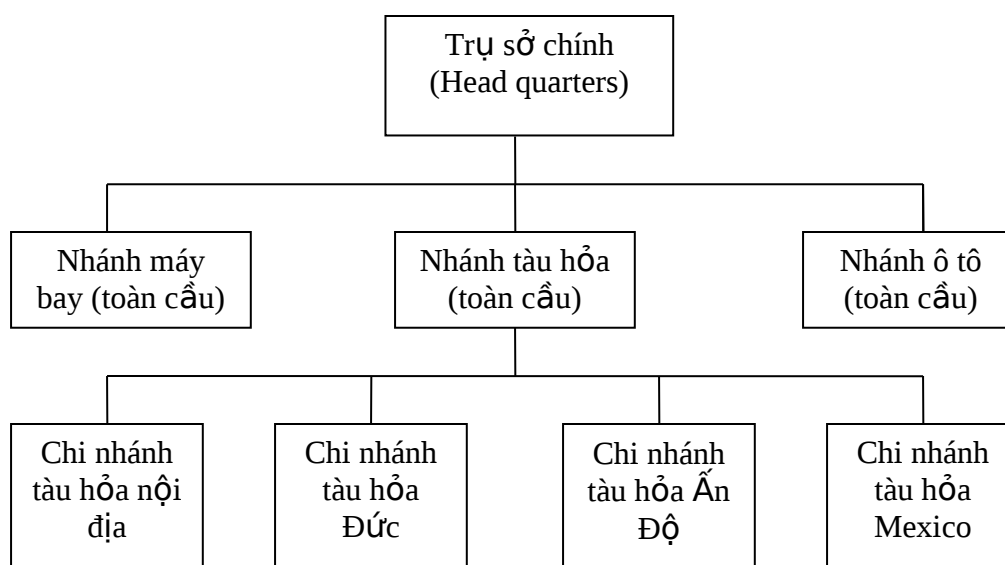 Trụ sở chính
(Head quarters)
Nhánh máy
bay (toàn cầu)
Nhánh tàu hỏa
(toàn cầu)
Nhánh ô tô
(toàn cầu)
Chi nhánh
tàu hỏa nội
địa
Chi nhánh
tàu hỏa
Đức
Chi nhánh
tàu hỏa Ấn
Độ
Chi nhánh
tàu hỏa
Mexico